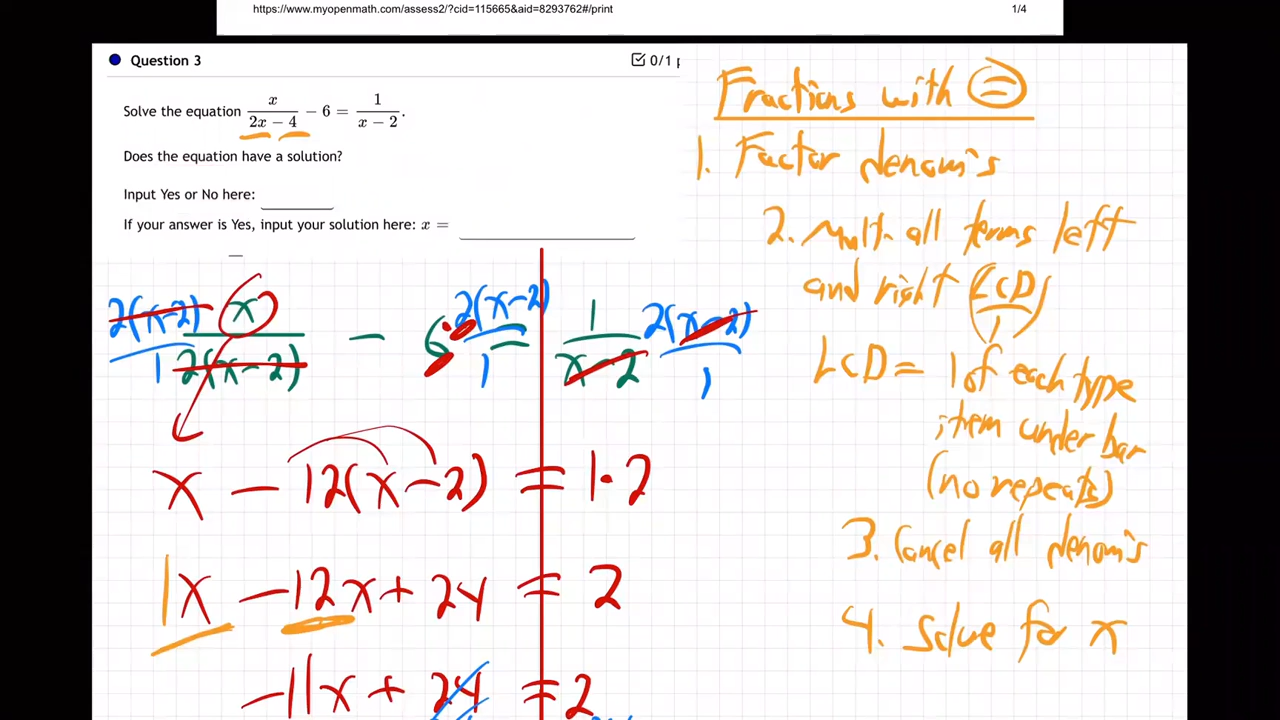 https://www.myopenmath.com/assess2/?cid=115665&aid=8293762#/print 1/4
Question 3 0/1 p
Solve the equation x/(2x − 4) − 6 = 1/(x − 2).
Does the equation have a solution?
Input Yes or No here:
If your answer is Yes, input your solution here: x =
2(x-2)/1 x/2(x-2) - 6 · 2(x-2)/1 1/(x-2) 2(x-2)/1
x - 12(x-2) = 1·2
1x - 12x + 24 = 2
-11x + 24 = 2
Fractions with =
1. Factor denom's
2. Mult. all terms left
and right (LCD/1)
LCD = 1 of each type
item under bar
(no repeats)
3. Cancel all denom's
4. Solve for x